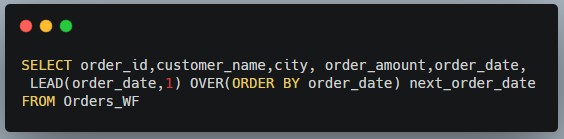 SELECT order_id,customer_name,city, order_amount,order_date,
LEAD(order_date,1) OVER(ORDER BY order_date) next_order_date
FROM Orders_WF